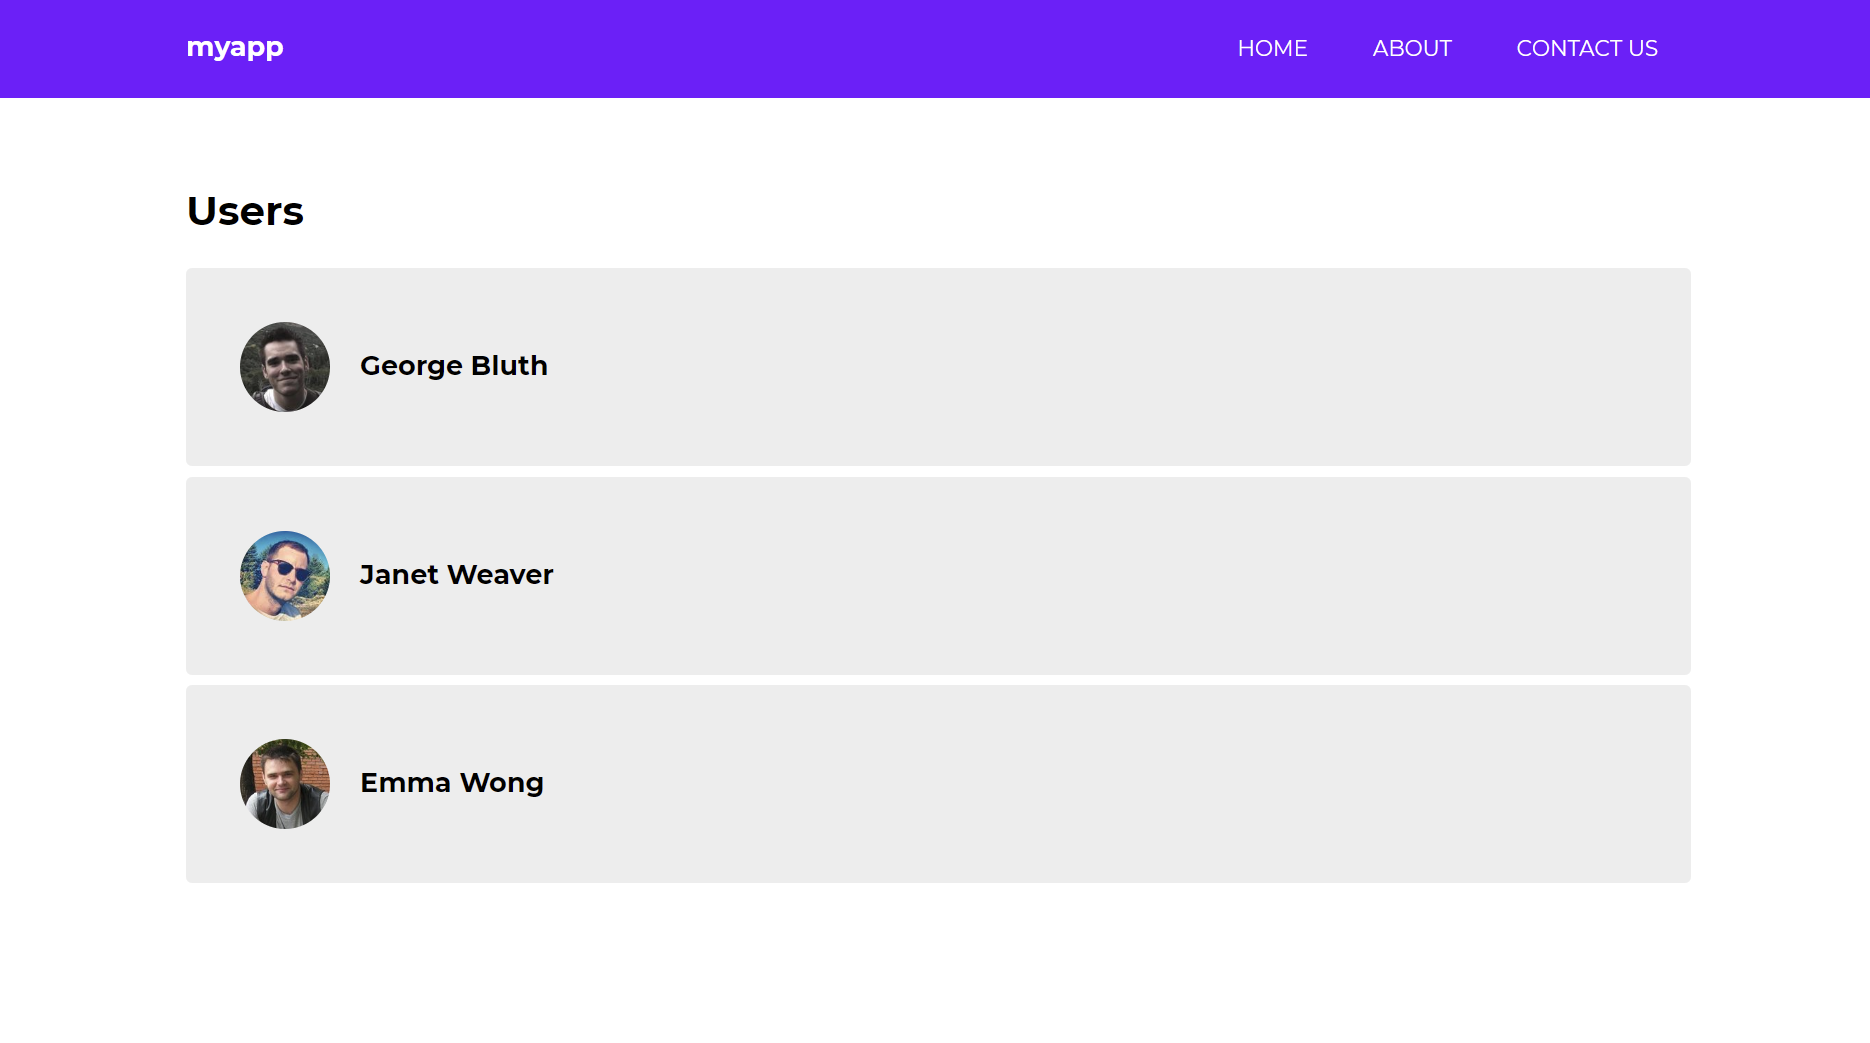 myapp
HOME ABOUT CONTACT US
Users
George Bluth
Janet Weaver
Emma Wong